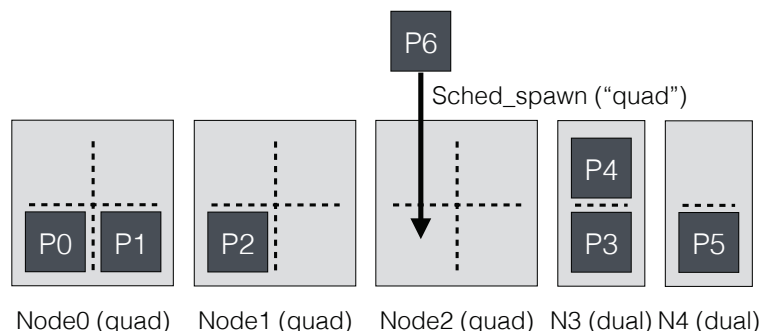 P6
Sched_spawn (“quad”)
P4
P0 P1 P2 P3 P5
Node0 (quad) Node1 (quad) Node2 (quad) N3 (dual) N4 (dual)